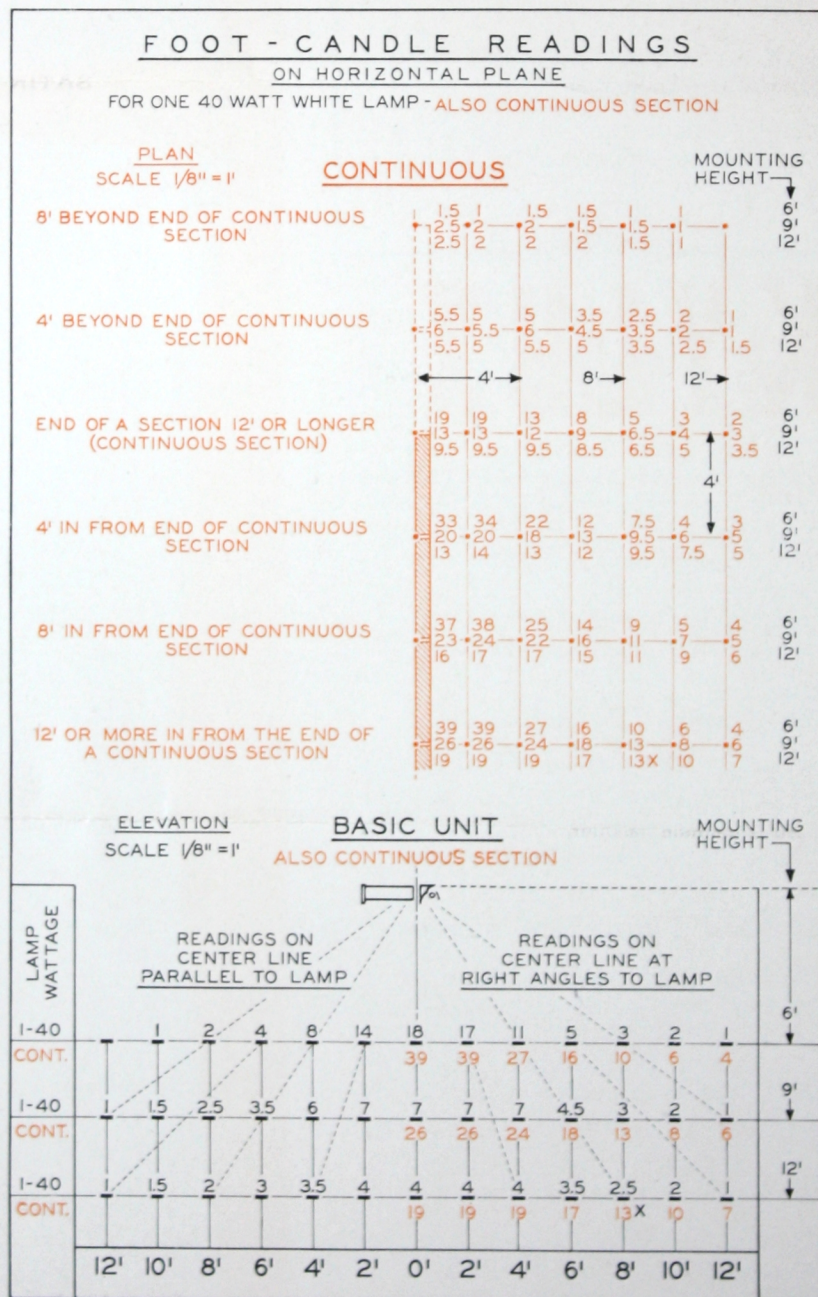 FOOT-CANDLE READINGS
ON HORIZONTAL PLANE
FOR ONE 40 WATT WHITE LAMP - ALSO CONTINUOUS SECTION
PLAN
SCALE 1/8" = 1'
CONTINUOUS
MOUNTING
HEIGHT
8' BEYOND END OF CONTINUOUS
SECTION
1 1.5 1 1.5 1.5 1 1 6'
2.5 2 2 1.5 1.5 1 9'
2.5 2 2 2 1.5 1 12'
4' BEYOND END OF CONTINUOUS
SECTION
5.5 5 5 3.5 2.5 2 1 6'
6 5.5 6 4.5 3.5 2 1 9'
5.5 5 5.5 5 3.5 2.5 1.5 12'
4' 8' 12'
END OF A SECTION 12' OR LONGER
(CONTINUOUS SECTION)
19 19 13 8 5 3 2 6'
13 13 12 9 6.5 4 3 9'
9.5 9.5 9.5 8.5 6.5 5 3.5 12'
4'
4' IN FROM END OF CONTINUOUS
SECTION
33 34 22 12 7.5 4 3 6'
20 20 18 13 9.5 6 5 9'
13 14 13 12 9.5 7.5 5 12'
8' IN FROM END OF CONTINUOUS
SECTION
37 38 25 14 9 5 4 6'
23 24 22 16 11 7 5 9'
16 17 17 15 11 9 6 12'
12' OR MORE IN FROM THE END OF
A CONTINUOUS SECTION
39 39 27 16 10 6 4 6'
26 26 24 18 13 8 6 9'
19 19 19 17 13X 10 7 12'
ELEVATION
SCALE 1/8" = 1'
BASIC UNIT
ALSO CONTINUOUS SECTION
MOUNTING
HEIGHT
LAMP
WATTAGE
READINGS ON
CENTER LINE
PARALLEL TO LAMP
READINGS ON
CENTER LINE AT
RIGHT ANGLES TO LAMP
6'
1-40 1 2 4 8 14 18 17 11 5 3 2 1
CONT. 39 39 27 16 10 6 4
9'
1-40 1 1.5 2.5 3.5 6 7 7 7 7 4.5 3 2 1
CONT. 26 26 24 18 13 8 6
12'
1-40 1 1.5 2 3 3.5 4 4 4 4 3.5 2.5 2 1
CONT. 19 19 19 17 13X 10 7
12' 10' 8' 6' 4' 2' 0' 2' 4' 6' 8' 10' 12'